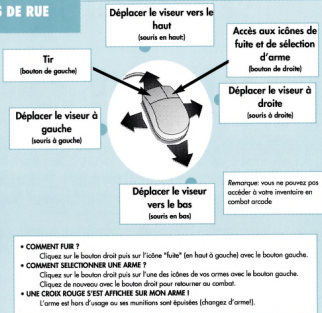 S DE RUE
Déplacer le viseur vers le
haut
(souris en haut)
Accès aux icônes de
fuite et de sélection
d'arme
(bouton de droite)
Tir
(bouton de gauche)
Déplacer le viseur à
gauche
(souris à gauche)
Déplacer le viseur à
droite
(souris à droite)
Déplacer le viseur
vers le bas
(souris en bas)
Remarque: vous ne pouvez pas
accéder à votre inventaire en
combat arcade
• COMMENT FUIR ?
Cliquez sur le bouton droit puis sur l'icône "fuite" (en haut à gauche) avec le bouton gauche.
• COMMENT SELECTIONNER UNE ARME ?
Cliquez sur le bouton droit puis sur l'une des icônes de vos armes avec le bouton gauche.
Cliquez de nouveau avec le bouton droit pour retourner au combat.
• UNE CROIX ROUGE S'EST AFFICHEE SUR MON ARME !
L'arme est hors d'usage ou ses munitions sont épuisées (changez d'arme!).